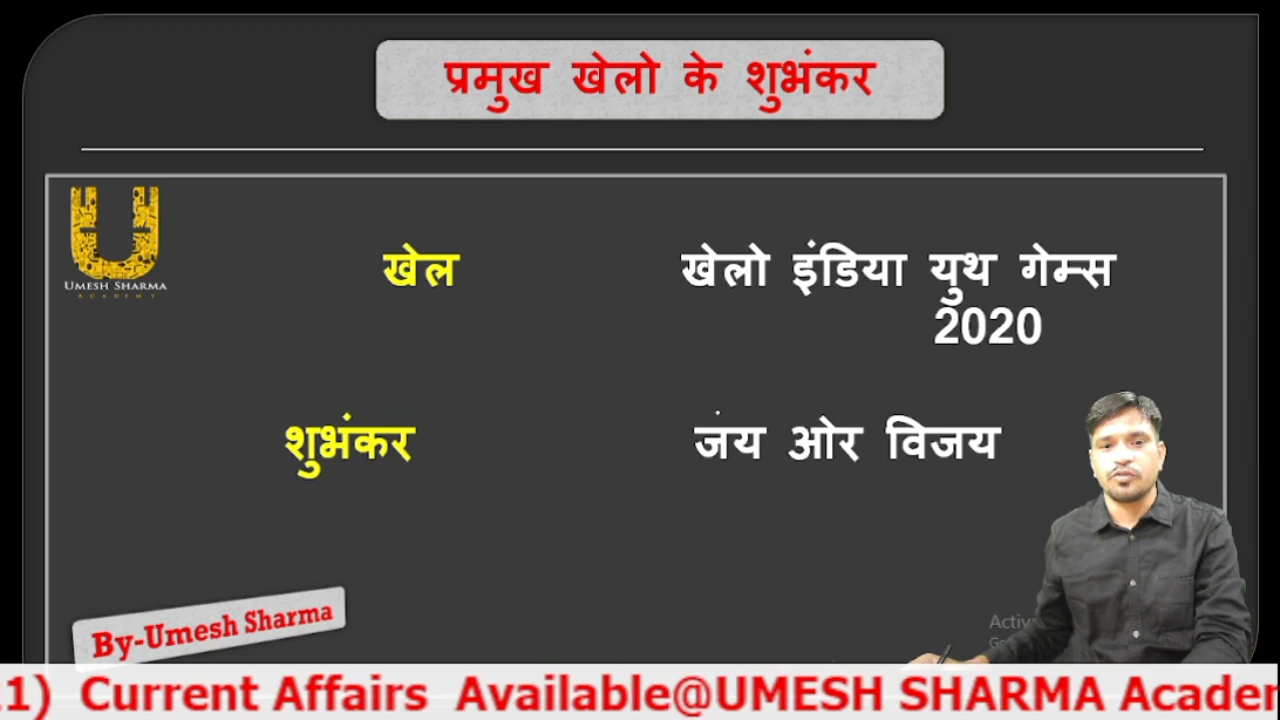 प्रमुख खेलो के शुभंकर
UMESH SHARMA
ACADEMY
खेल खेलो इंडिया युथ गेम्स
2020
शुभंकर जय ओर विजय
By-Umesh Sharma
1) Current Affairs Available@UMESH SHARMA Acader